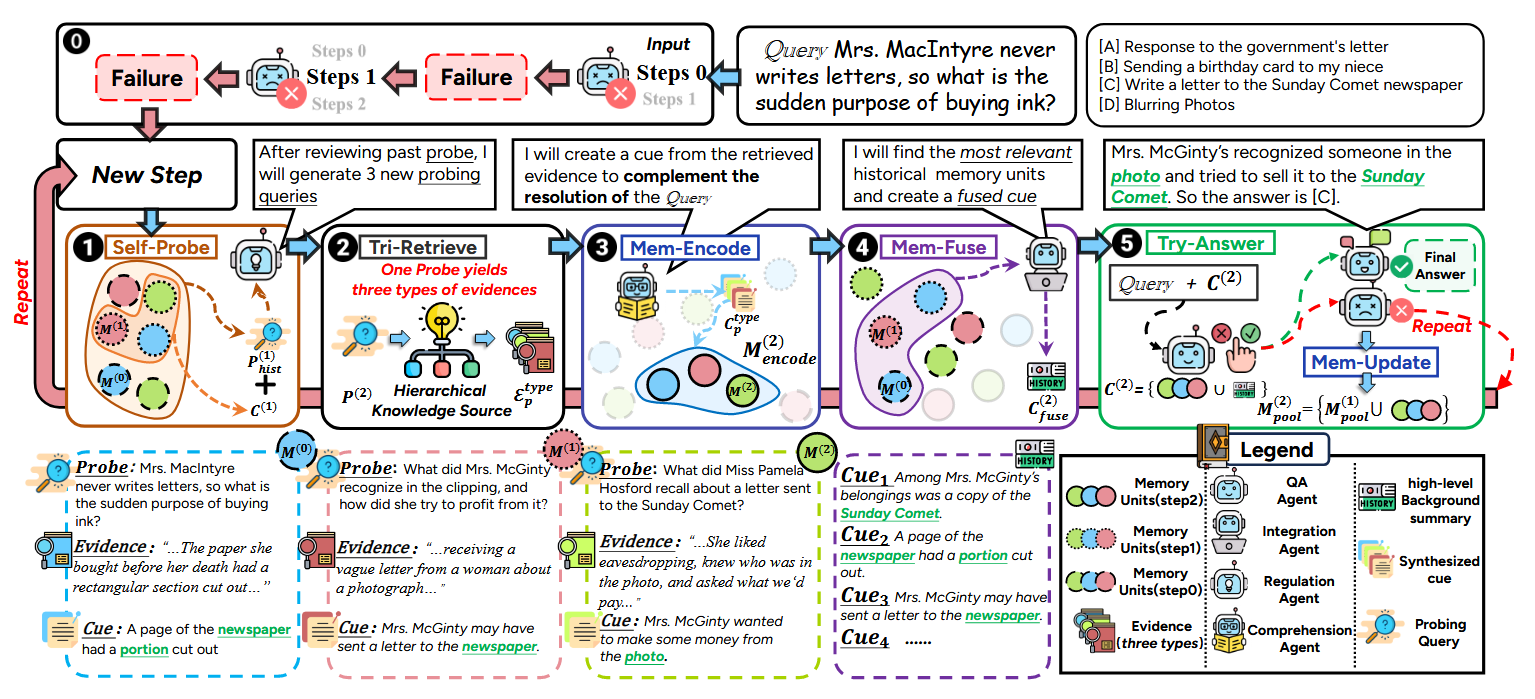 0
Failure
Steps 0
Steps 1
Steps 2
Failure
Input
Steps 0
Steps 1
Query Mrs. MacIntyre never
writes letters, so what is the
sudden purpose of buying ink?
[A] Response to the government's letter
[B] Sending a birthday card to my niece
[C] Write a letter to the Sunday Comet newspaper
[D] Blurring Photos
New Step
After reviewing past probe, I
will generate 3 new probing
queries
I will create a cue from the retrieved
evidence to complement the
resolution of the Query
I will find the most relevant
historical memory units
and create a fused cue
Mrs. McGinty's recognized someone in the
photo and tried to sell it to the Sunday
Comet. So the answer is [C].
Repeat
1 Self-Probe
M(1)
M(0)
P(1)hist
+
C(1)
2 Tri-Retrieve
One Probe yields
three types of evidences
P(2)
Hierarchical
Knowledge Source
Ɛtype p
3 Mem-Encode
Ctype p
M(2)encode
M(2)
4 Mem-Fuse
M(1)
M(0)
HISTORY
C(2)fuse
5 Try-Answer
Query + C(2)
Final
Answer
Repeat
Mem-Update
C(2)={ ∪ HISTORY }
M(2)pool={M(1)pool∪ }
M(0)
Probe: Mrs. MacIntyre
never writes letters, so what is
the sudden purpose of buying
ink?
Evidence: "...The paper she
bought before her death had a
rectangular section cut out..."
Cue: A page of the newspaper
had a portion cut out
M(1)
Probe: What did Mrs. McGinty
recognize in the clipping, and
how did she try to profit from it?
Evidence: "...receiving a
vague letter from a woman about
a photograph..."
Cue: Mrs. McGinty may have
sent a letter to the newspaper.
M(2)
Probe: What did Miss Pamela
Hosford recall about a letter sent
to the Sunday Comet?
Evidence: "...She liked
eavesdropping, knew who was in
the photo, and asked what we'd
pay..."
Cue: Mrs. McGinty wanted
to make some money from
the photo.
HISTORY
Cue1 Among Mrs. McGinty's
belongings was a copy of the
Sunday Comet.
Cue2 A page of the
newspaper had a portion cut
out.
Cue3 Mrs. McGinty may have
sent a letter to the newspaper.
Cue4 ......
Legend
Memory
Units(step2)
Memory
Units(step1)
Memory
Units(step0)
Evidence
(three types)
QA
Agent
Integration
Agent
Regulation
Agent
Comprehension
Agent
HISTORY
high-level
Background
summary
Synthesized
cue
Probing
Query